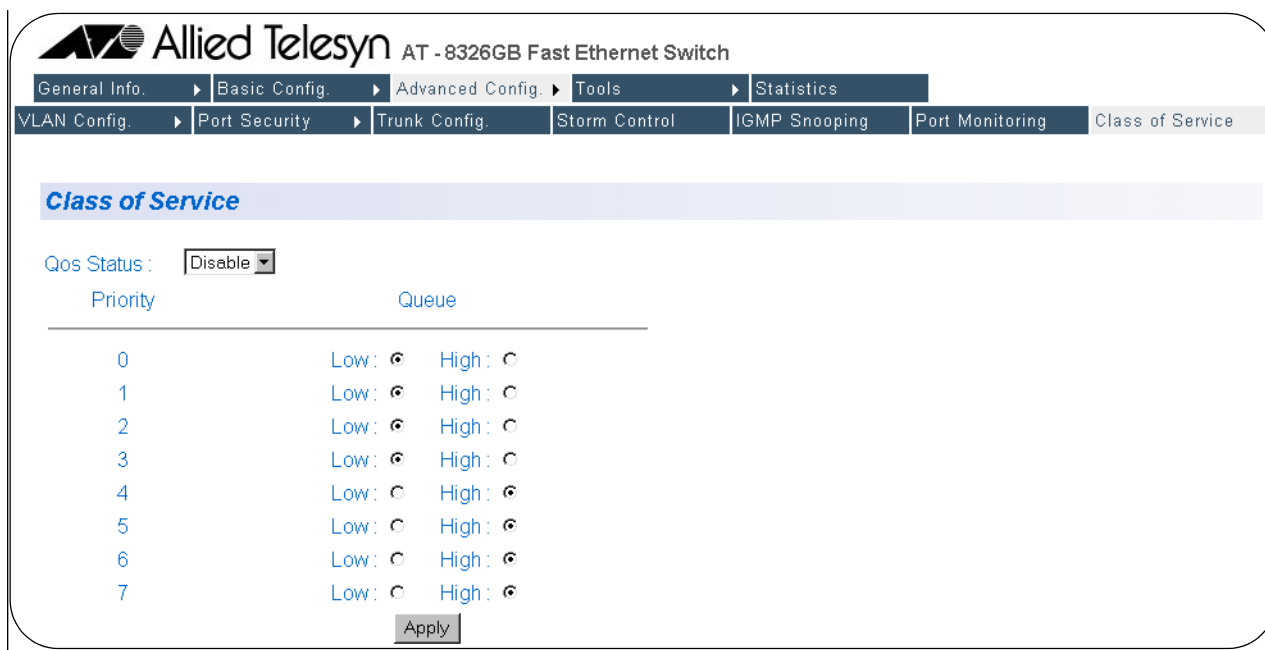 Allied Telesyn AT - 8326GB Fast Ethernet Switch
General Info. Basic Config. Advanced Config. Tools Statistics
VLAN Config. Port Security Trunk Config. Storm Control IGMP Snooping Port Monitoring Class of Service
Class of Service
Qos Status : Disable
Priority Queue
0 Low : High :
1 Low : High :
2 Low : High :
3 Low : High :
4 Low : High :
5 Low : High :
6 Low : High :
7 Low : High :
Apply